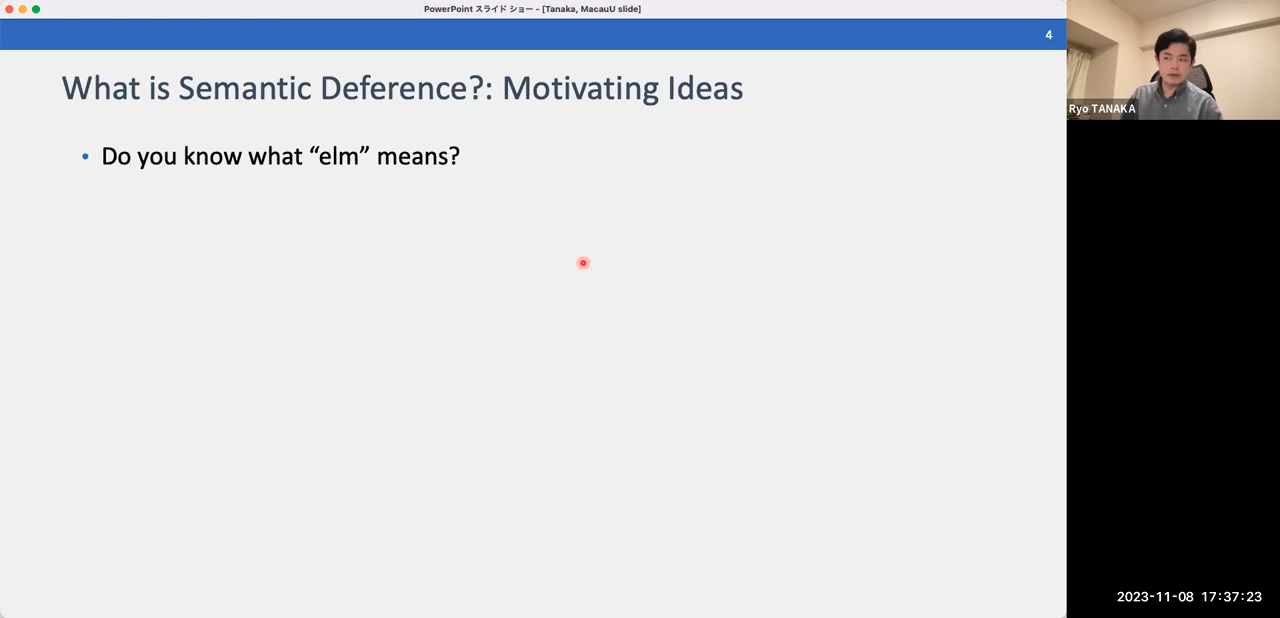 PowerPoint スライド ショー - [Tanaka, MacauU slide]
4
What is Semantic Deference?: Motivating Ideas
• Do you know what “elm” means?
Ryo TANAKA
2023-11-08 17:37:23